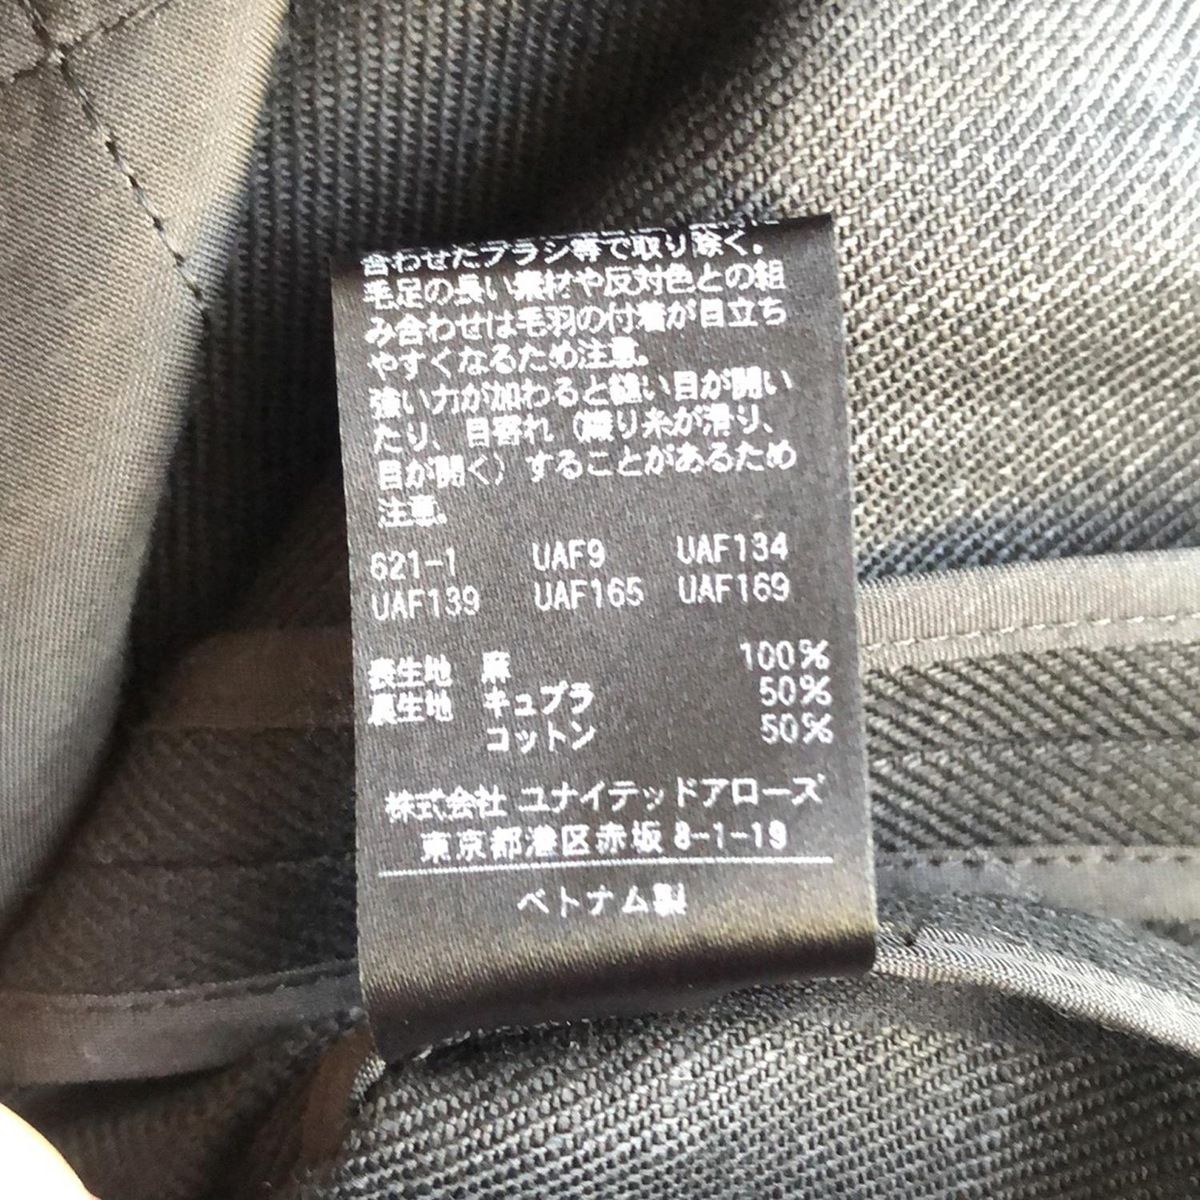 合わせたブラシ等で取り除く。
毛足の長い素材や反対色との組
み合わせは毛羽の付着が目立ち
やすくなるため注意。
強い力が加わると縫い目が開い
たり、目寄れ（織り糸が滑り、
目が開く）することがあるため
注意。
621-1 UAF9 UAF134
UAF139 UAF165 UAF169
表生地 麻 100%
裏生地 キュプラ 50%
コットン 50%
株式会社 ユナイテッドアローズ
東京都港区赤坂 8-1-19
ベトナム製